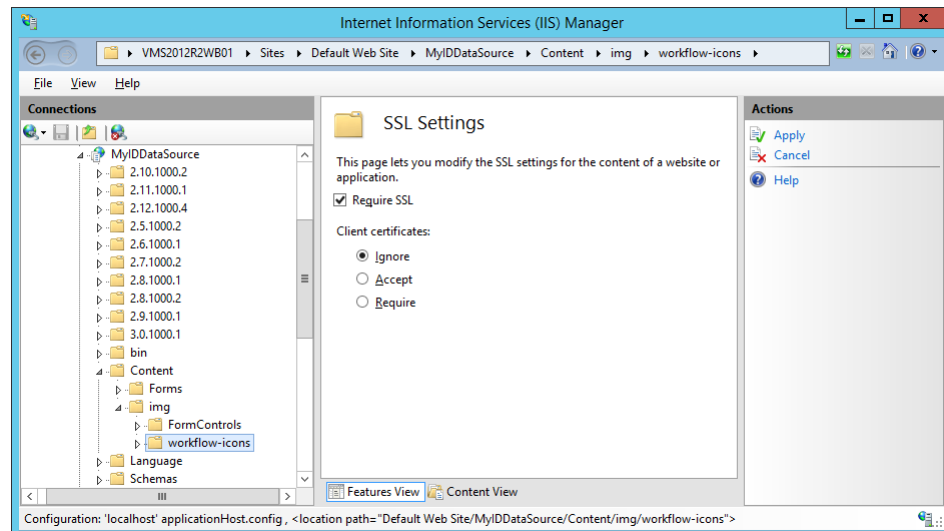 Internet Information Services (IIS) Manager
VMS2012R2WB01 Sites Default Web Site MyIDDataSource Content img workflow-icons
File View Help
Connections
MyIDDataSource
2.10.1000.2
2.11.1000.1
2.12.1000.4
2.5.1000.2
2.6.1000.1
2.7.1000.2
2.8.1000.1
2.8.1000.2
2.9.1000.1
3.0.1000.1
bin
Content
Forms
img
FormControls
workflow-icons
Language
Schemas
SSL Settings
This page lets you modify the SSL settings for the content of a website or
application.
Require SSL
Client certificates:
Ignore
Accept
Require
Features View Content View
Actions
Apply
Cancel
Help
Configuration: 'localhost' applicationHost.config , <location path="Default Web Site/MyIDDataSource/Content/img/workflow-icons">